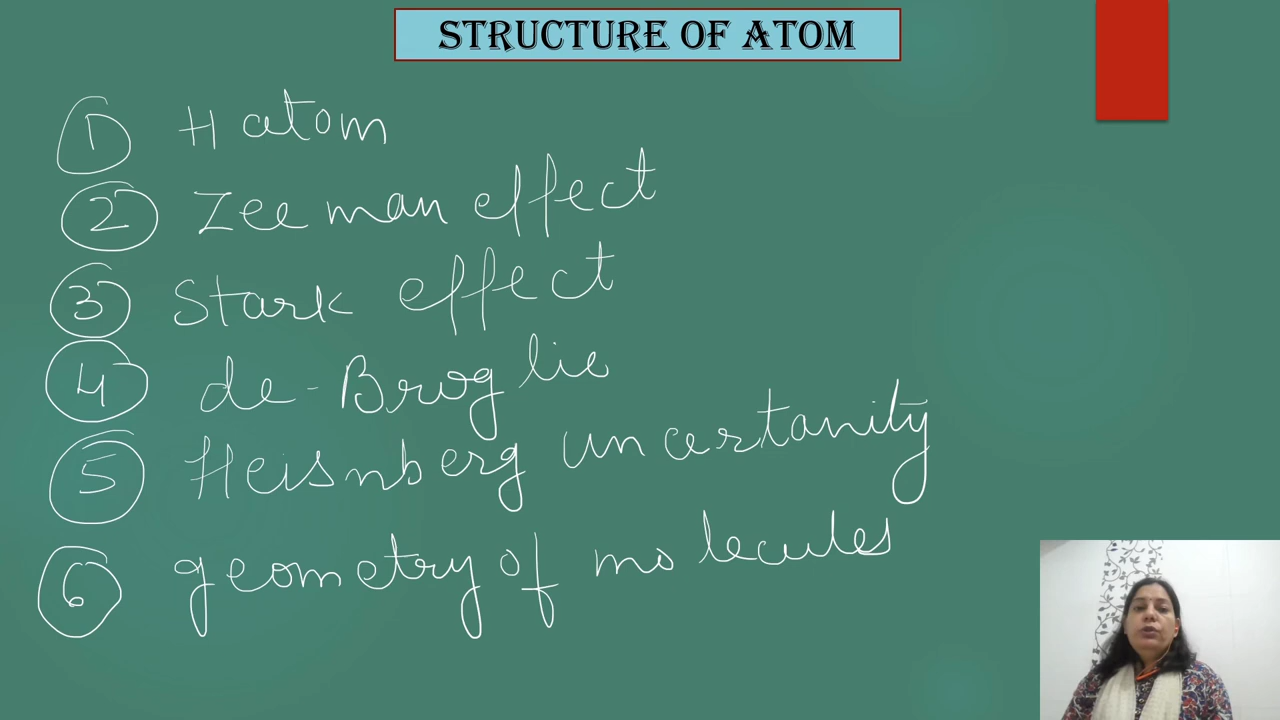 STRUCTURE OF ATOM
1 H atom
2 Zeeman effect
3 Stark effect
4 de-Broglie
5 Heisnberg uncertanity
6 geometry of molecules